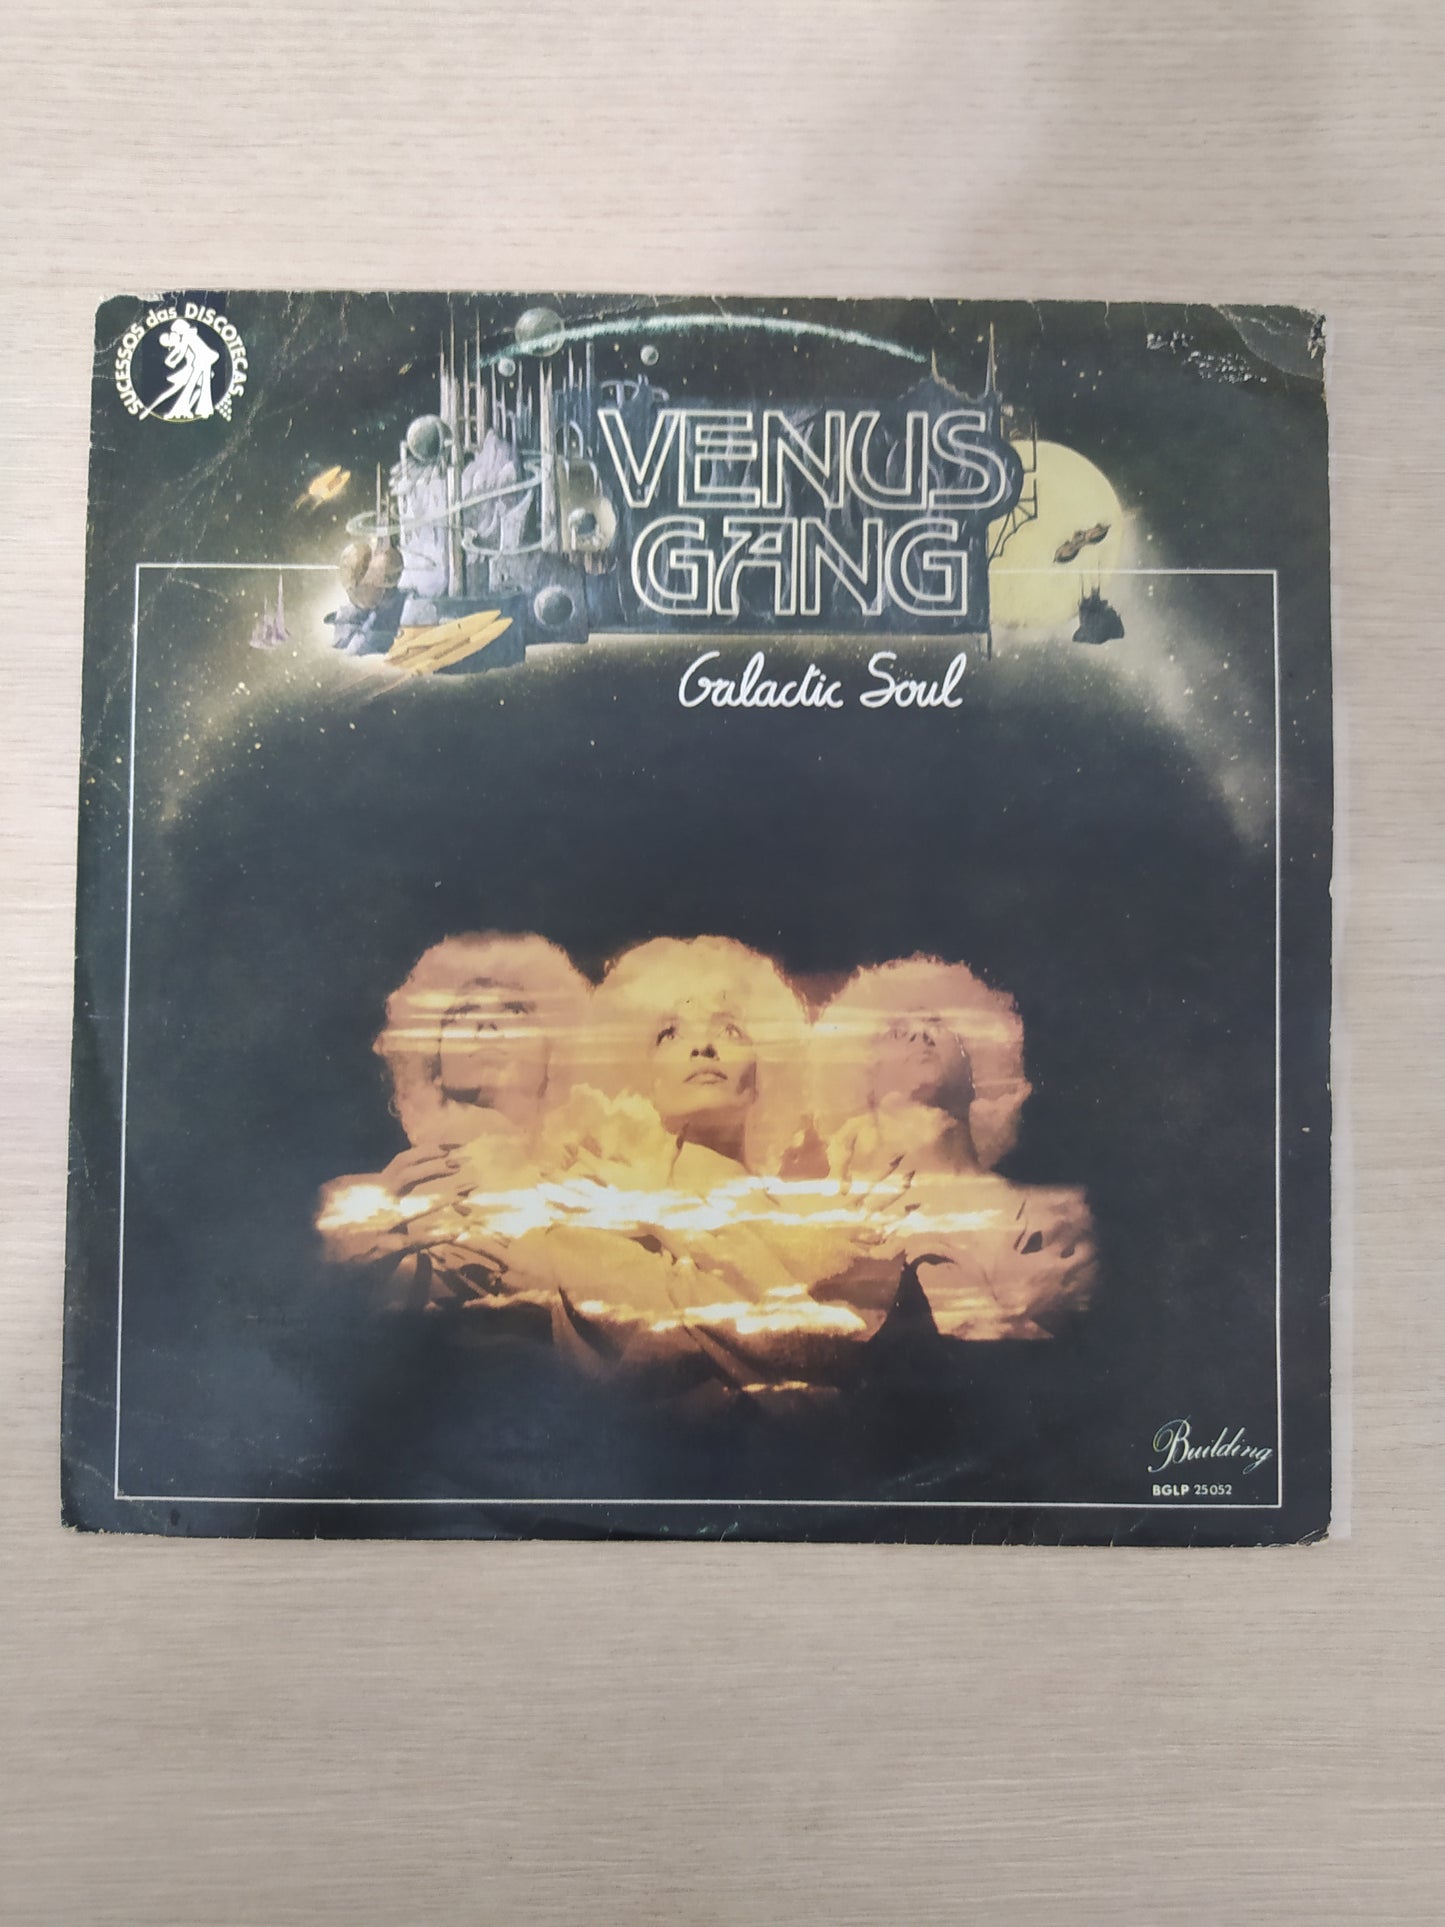 SUCESSOS das DISCOTECAS
VENUS
GANG
Galactic Soul
Building
BGLP 25052